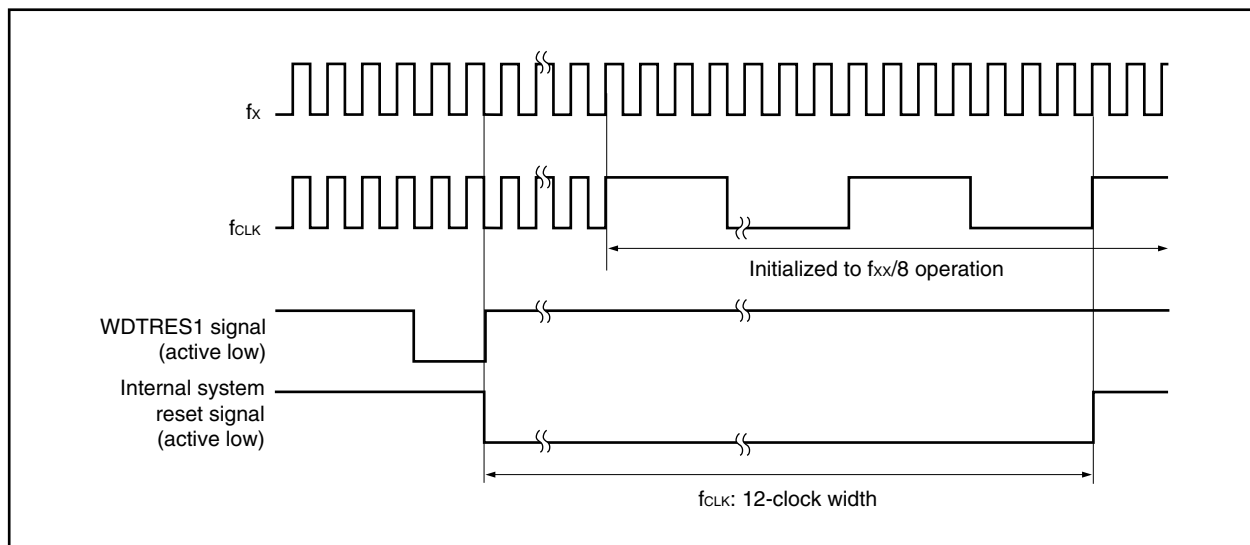 fX
fCLK
Initialized to fXX/8 operation
WDTRES1 signal
(active low)
Internal system
reset signal
(active low)
fCLK: 12-clock width